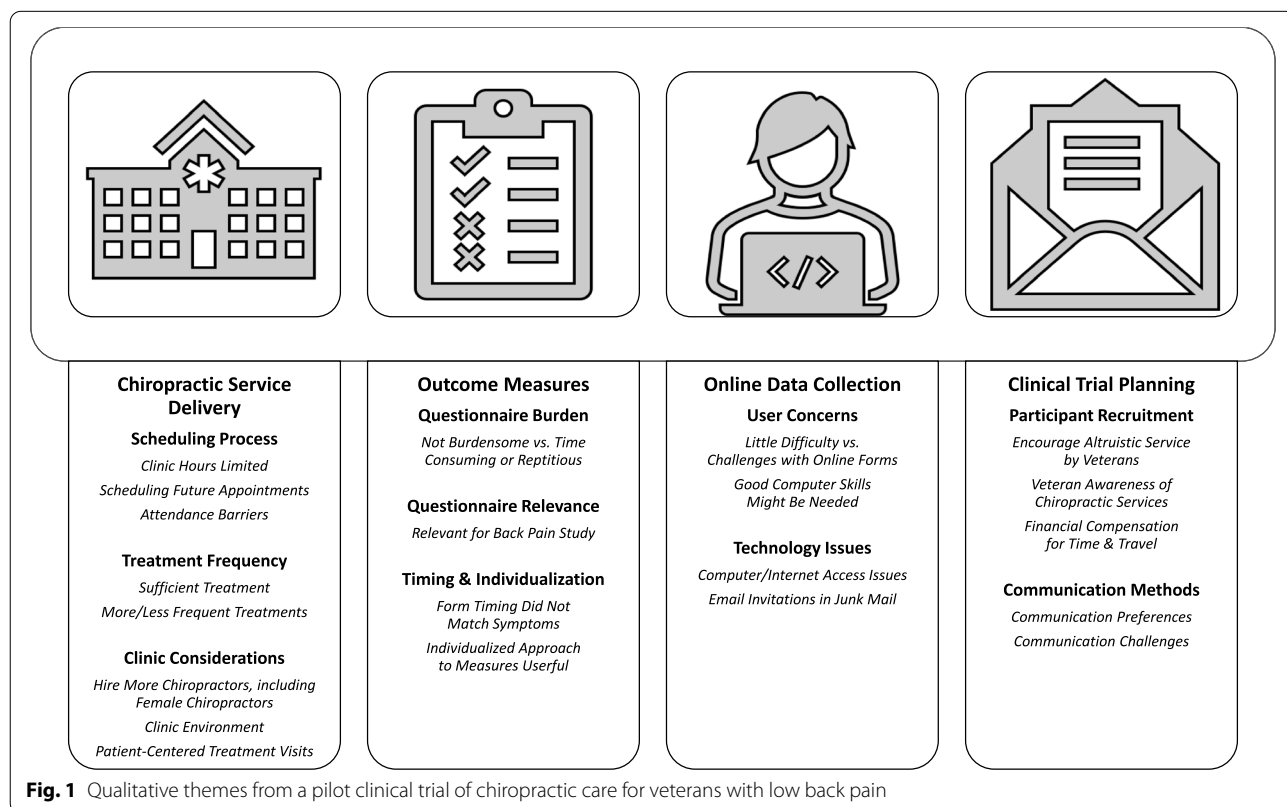 Chiropractic Service
Delivery
Scheduling Process
Clinic Hours Limited
Scheduling Future Appointments
Attendance Barriers
Treatment Frequency
Sufficient Treatment
More/Less Frequent Treatments
Clinic Considerations
Hire More Chiropractors, including
Female Chiropractors
Clinic Environment
Patient-Centered Treatment Visits
Outcome Measures
Questionnaire Burden
Not Burdensome vs. Time
Consuming or Reptitious
Questionnaire Relevance
Relevant for Back Pain Study
Timing & Individualization
Form Timing Did Not
Match Symptoms
Individualized Approach
to Measures Userful
Online Data Collection
User Concerns
Little Difficulty vs.
Challenges with Online Forms
Good Computer Skills
Might Be Needed
Technology Issues
Computer/Internet Access Issues
Email Invitations in Junk Mail
Clinical Trial Planning
Participant Recruitment
Encourage Altruistic Service
by Veterans
Veteran Awareness of
Chiropractic Services
Financial Compensation
for Time & Travel
Communication Methods
Communication Preferences
Communication Challenges
Fig. 1 Qualitative themes from a pilot clinical trial of chiropractic care for veterans with low back pain